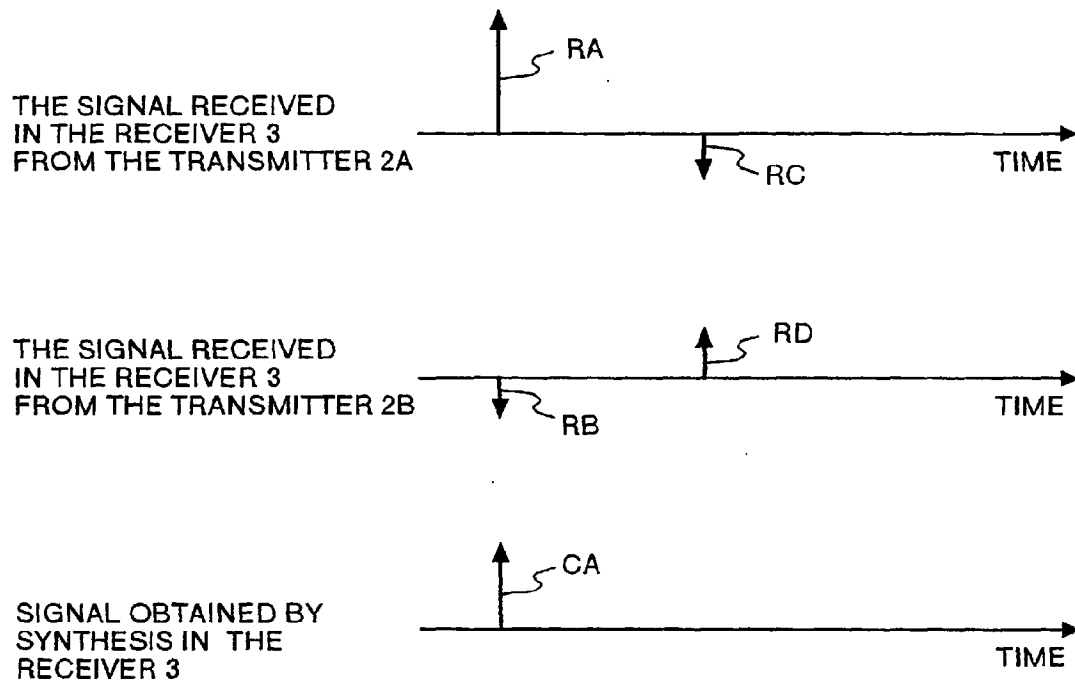 RA
THE SIGNAL RECEIVED
IN THE RECEIVER 3
FROM THE TRANSMITTER 2A
TIME
RC
THE SIGNAL RECEIVED
IN THE RECEIVER 3
FROM THE TRANSMITTER 2B
RD
TIME
RB
CA
SIGNAL OBTAINED BY
SYNTHESIS IN THE
RECEIVER 3
TIME